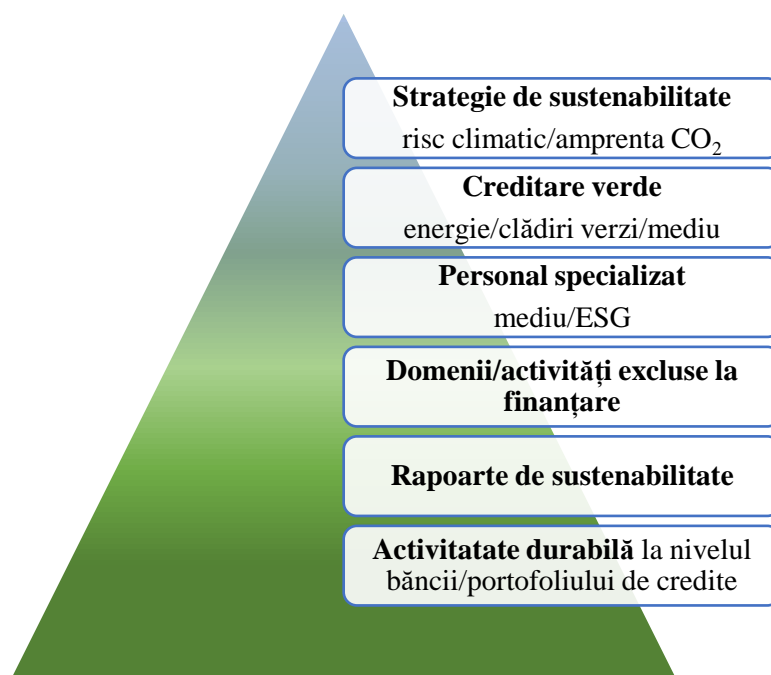 Strategie de sustenabilitate
risc climatic/amprenta CO₂
Creditare verde
energie/clădiri verzi/mediu
Personal specializat
mediu/ESG
Domenii/activități excluse la
finanțare
Rapoarte de sustenabilitate
Activitatate durabilă la nivelul
băncii/portofoliului de credite